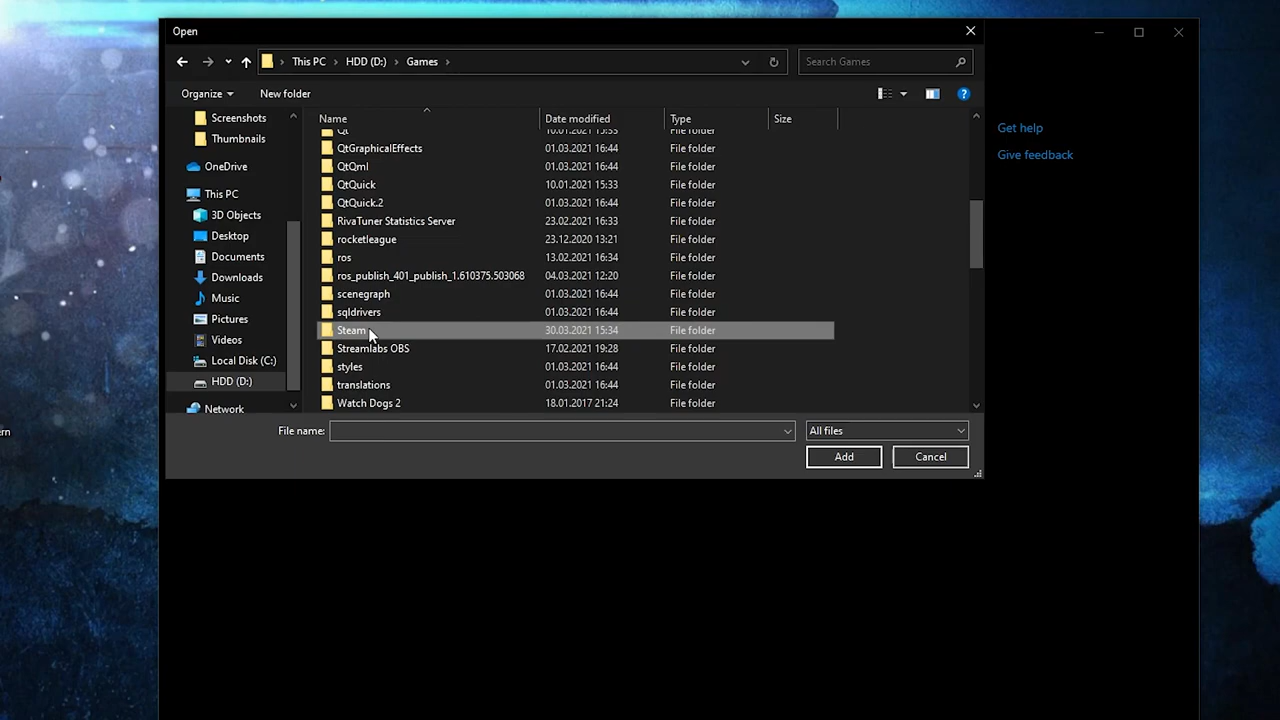 Open
This PC
HDD (D:)
Games
Search Games
Organize
New folder
Name
Date modified
Type
Size
Screenshots
Thumbnails
OneDrive
This PC
3D Objects
Desktop
Documents
Downloads
Music
Pictures
Videos
Local Disk (C:)
HDD (D:)
Network
Qt 10.01.2021 15:33 File folder
QtGraphicalEffects 01.03.2021 16:44 File folder
QtQml 01.03.2021 16:44 File folder
QtQuick 10.01.2021 15:33 File folder
QtQuick.2 01.03.2021 16:44 File folder
RivaTuner Statistics Server 23.02.2021 16:33 File folder
rocketleague 23.12.2020 13:21 File folder
ros 13.02.2021 16:34 File folder
ros_publish_401_publish_1.610375.503068 04.03.2021 12:20 File folder
scenegraph 01.03.2021 16:44 File folder
sqldrivers 01.03.2021 16:44 File folder
Steam 30.03.2021 15:34 File folder
Streamlabs OBS 17.02.2021 19:28 File folder
styles 01.03.2021 16:44 File folder
translations 01.03.2021 16:44 File folder
Watch Dogs 2 18.01.2017 21:24 File folder
File name:
All files
Add
Cancel
Get help
Give feedback